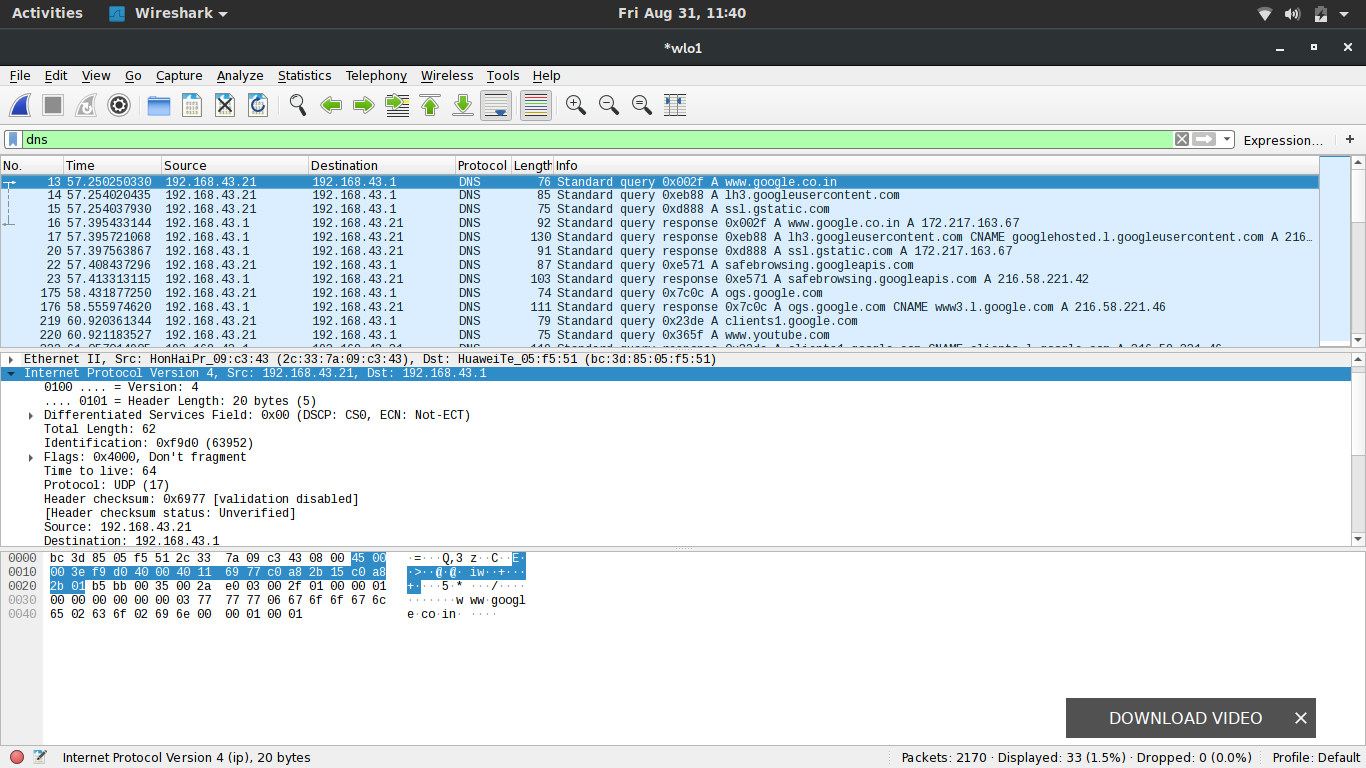 Activities Wireshark Fri Aug 31, 11:40
*wlo1
File Edit View Go Capture Analyze Statistics Telephony Wireless Tools Help
dns Expression… +
No. Time Source Destination Protocol Length Info
13 57.250250330 192.168.43.21 192.168.43.1 DNS 76 Standard query 0x002f A www.google.co.in
14 57.254020435 192.168.43.21 192.168.43.1 DNS 85 Standard query 0xeb88 A lh3.googleusercontent.com
15 57.254037930 192.168.43.21 192.168.43.1 DNS 75 Standard query 0xd888 A ssl.gstatic.com
16 57.395433144 192.168.43.1 192.168.43.21 DNS 92 Standard query response 0x002f A www.google.co.in A 172.217.163.67
17 57.395721068 192.168.43.1 192.168.43.21 DNS 130 Standard query response 0xeb88 A lh3.googleusercontent.com CNAME googlehosted.l.googleusercontent.com A 216…
20 57.397563867 192.168.43.1 192.168.43.21 DNS 91 Standard query response 0xd888 A ssl.gstatic.com A 172.217.163.67
22 57.408437296 192.168.43.21 192.168.43.1 DNS 87 Standard query 0xe571 A safebrowsing.googleapis.com
23 57.413313115 192.168.43.1 192.168.43.21 DNS 103 Standard query response 0xe571 A safebrowsing.googleapis.com A 216.58.221.42
175 58.431877250 192.168.43.21 192.168.43.1 DNS 74 Standard query 0x7c0c A ogs.google.com
176 58.555974620 192.168.43.1 192.168.43.21 DNS 111 Standard query response 0x7c0c A ogs.google.com CNAME www3.l.google.com A 216.58.221.46
219 60.920361344 192.168.43.21 192.168.43.1 DNS 79 Standard query 0x23de A clients1.google.com
220 60.921183527 192.168.43.21 192.168.43.1 DNS 75 Standard query 0x365f A www.youtube.com
Ethernet II, Src: HonHaiPr_09:c3:43 (2c:33:7a:09:c3:43), Dst: HuaweiTe_05:f5:51 (bc:3d:85:05:f5:51)
Internet Protocol Version 4, Src: 192.168.43.21, Dst: 192.168.43.1
0100 .... = Version: 4
.... 0101 = Header Length: 20 bytes (5)
Differentiated Services Field: 0x00 (DSCP: CS0, ECN: Not-ECT)
Total Length: 62
Identification: 0xf9d0 (63952)
Flags: 0x4000, Don't fragment
Time to live: 64
Protocol: UDP (17)
Header checksum: 0x6977 [validation disabled]
[Header checksum status: Unverified]
Source: 192.168.43.21
Destination: 192.168.43.1
0000 bc 3d 85 05 f5 51 2c 33 7a 09 c3 43 08 00 45 00 ·=···Q,3 z··C··E·
0010 00 3e f9 d0 40 00 40 11 69 77 c0 a8 2b 15 c0 a8 ·>··@·@· iw··+···
0020 2b 01 b5 bb 00 35 00 2a e0 03 00 2f 01 00 00 01 +····5·* ···/····
0030 00 00 00 00 00 00 03 77 77 77 06 67 6f 6f 67 6c ·······w ww·googl
0040 65 02 63 6f 02 69 6e 00 00 01 00 01 e·co·in· ····
DOWNLOAD VIDEO ×
Internet Protocol Version 4 (ip), 20 bytes Packets: 2170 · Displayed: 33 (1.5%) · Dropped: 0 (0.0%) Profile: Default